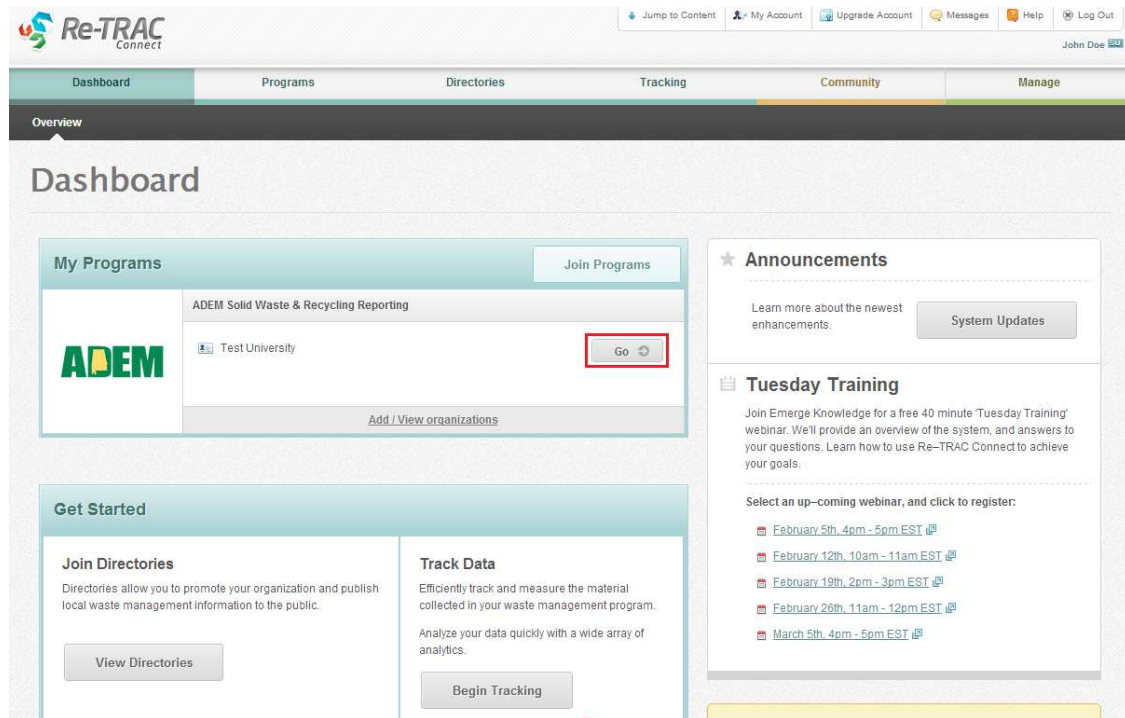 Re-TRAC
Connect
Jump to Content
My Account
Upgrade Account
Messages
Help
Log Out
John Doe
Dashboard
Programs
Directories
Tracking
Community
Manage
Overview
Dashboard
My Programs
Join Programs
ADEM Solid Waste & Recycling Reporting
ADEM
Test University
Go
Add / View organizations
Get Started
Join Directories
Directories allow you to promote your organization and publish
local waste management information to the public.
View Directories
Track Data
Efficiently track and measure the material
collected in your waste management program.
Analyze your data quickly with a wide array of
analytics.
Begin Tracking
Announcements
Learn more about the newest
enhancements.
System Updates
Tuesday Training
Join Emerge Knowledge for a free 40 minute 'Tuesday Training'
webinar. We'll provide an overview of the system, and answers to
your questions. Learn how to use Re–TRAC Connect to achieve
your goals.
Select an up–coming webinar, and click to register:
February 5th, 4pm - 5pm EST
February 12th, 10am - 11am EST
February 19th, 2pm - 3pm EST
February 26th, 11am - 12pm EST
March 5th, 4pm - 5pm EST